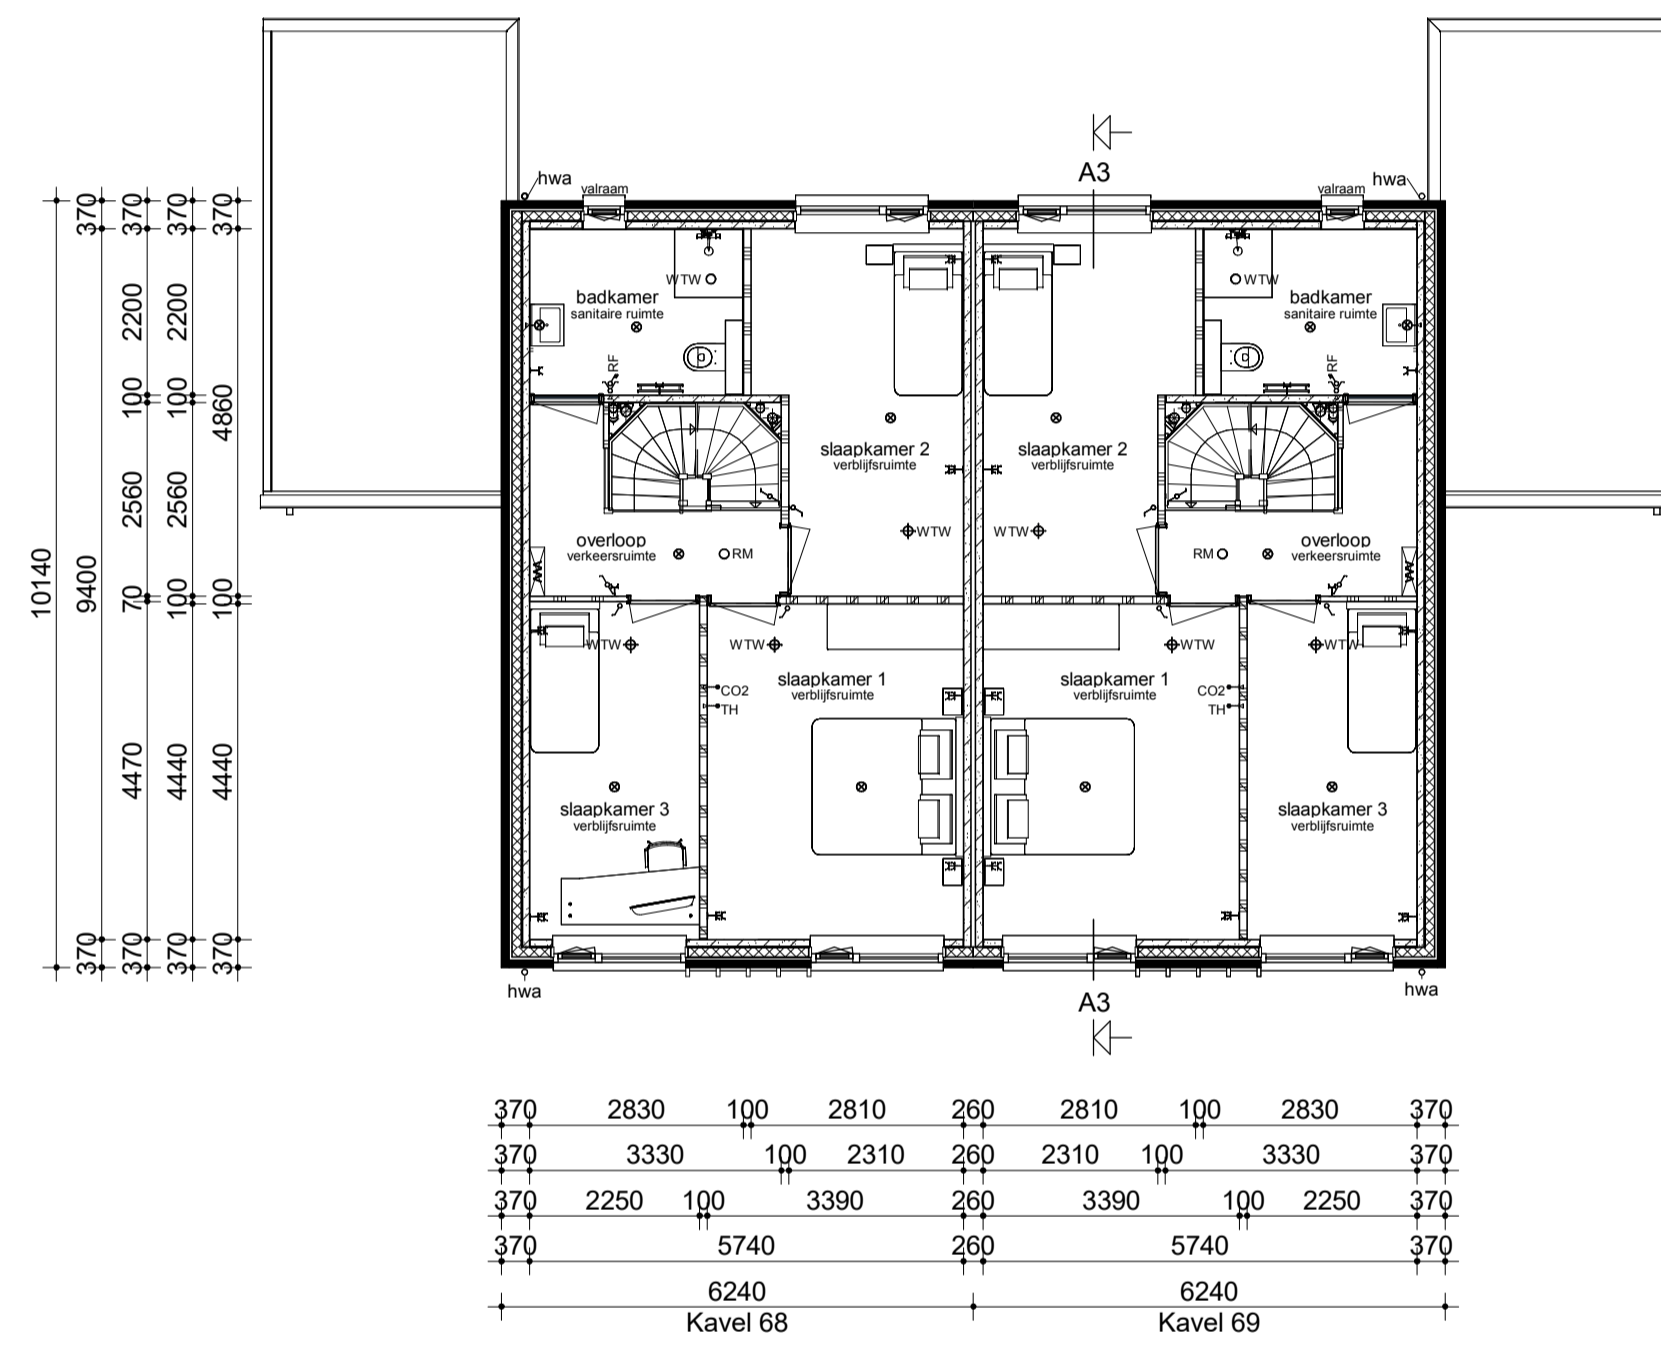 A3
hwa
valraam
valraam
hwa
370 370 370 370
WTW
WTW
badkamer
sanitaire ruimte
badkamer
sanitaire ruimte
2200 2200
RF
RF
100 100 4860
slaapkamer 2
verblijfsruimte
slaapkamer 2
verblijfsruimte
2560 2560
WTW
WTW
overloop
verkeersruimte
RM
RM
overloop
verkeersruimte
10140 9400
70 100 100
WTW
WTW
WTW
WTW
slaapkamer 1
verblijfsruimte
slaapkamer 1
verblijfsruimte
CO2
TH
CO2
TH
4470 4440 4440
slaapkamer 3
verblijfsruimte
slaapkamer 3
verblijfsruimte
370 370 370 370
hwa
A3
hwa
370 2830 100 2810 260 2810 100 2830 370
370 3330 100 2310 260 2310 100 3330 370
370 2250 100 3390 260 3390 100 2250 370
370 5740 260 5740 370
6240 6240
Kavel 68 Kavel 69